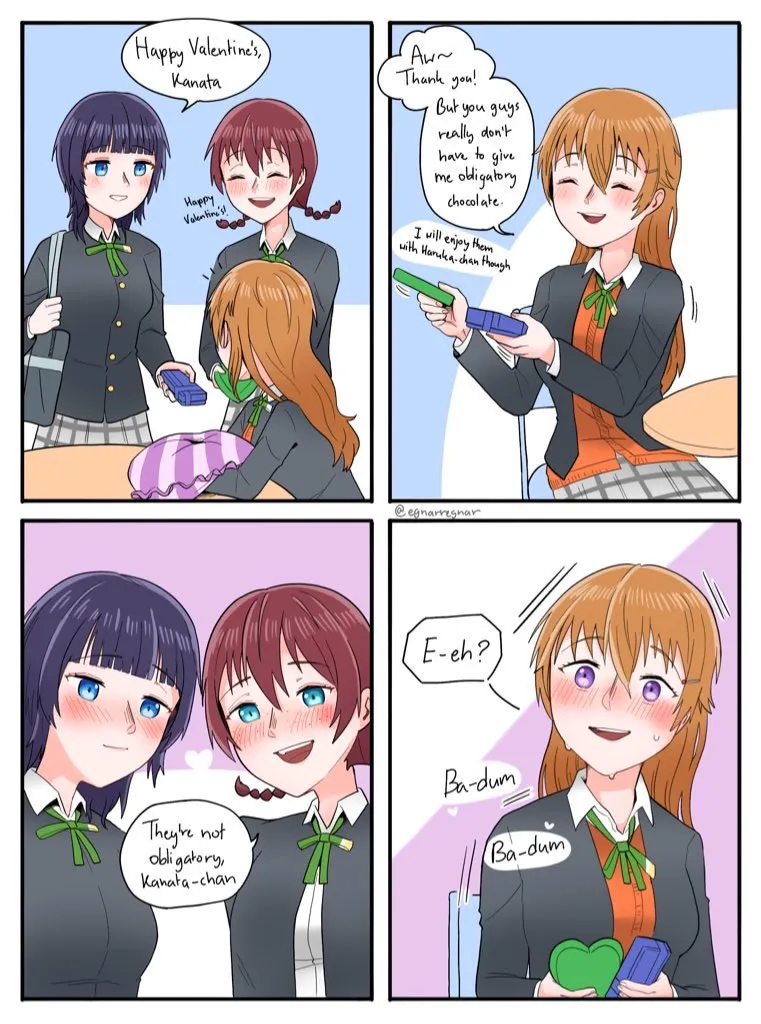 Happy Valentine's,
Kanata
Happy
Valentine's!
Aw~
Thank you!
But you guys
really don't
have to give
me obligatory
chocolate.
I will enjoy them
with Haruka-chan though
@egnarregnar
They're not
obligatory,
Kanata-chan
E-eh?
Ba-dum
Ba-dum